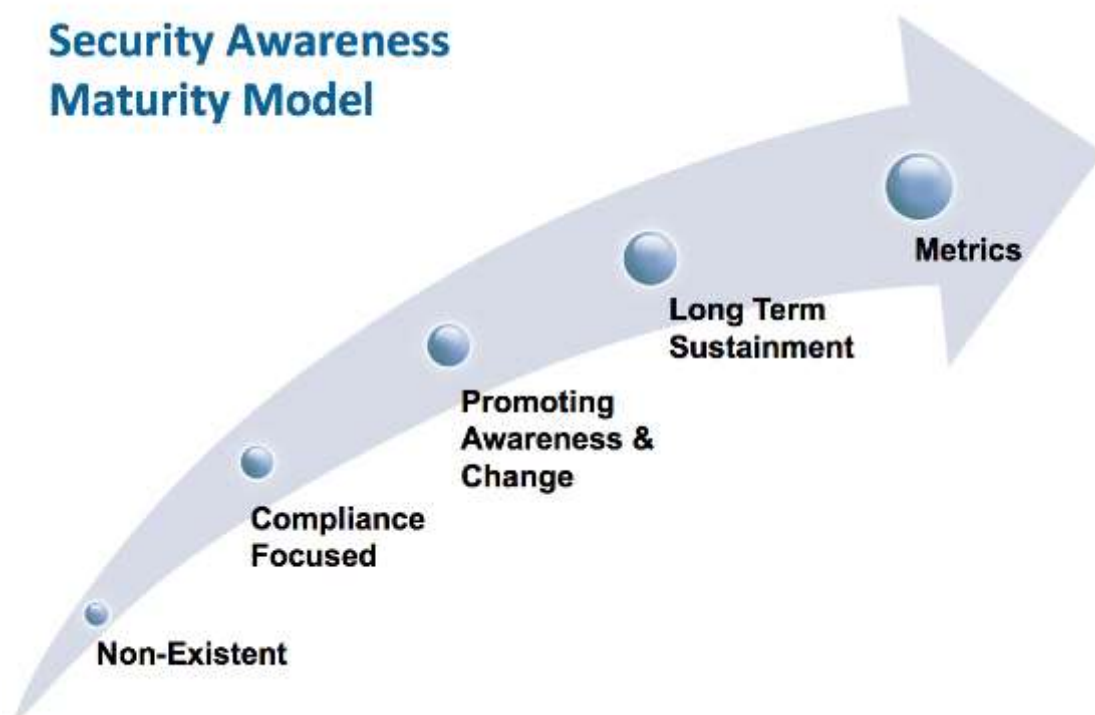 Security Awareness
Maturity Model
Metrics
Long Term
Sustainment
Promoting
Awareness &
Change
Compliance
Focused
Non-Existent